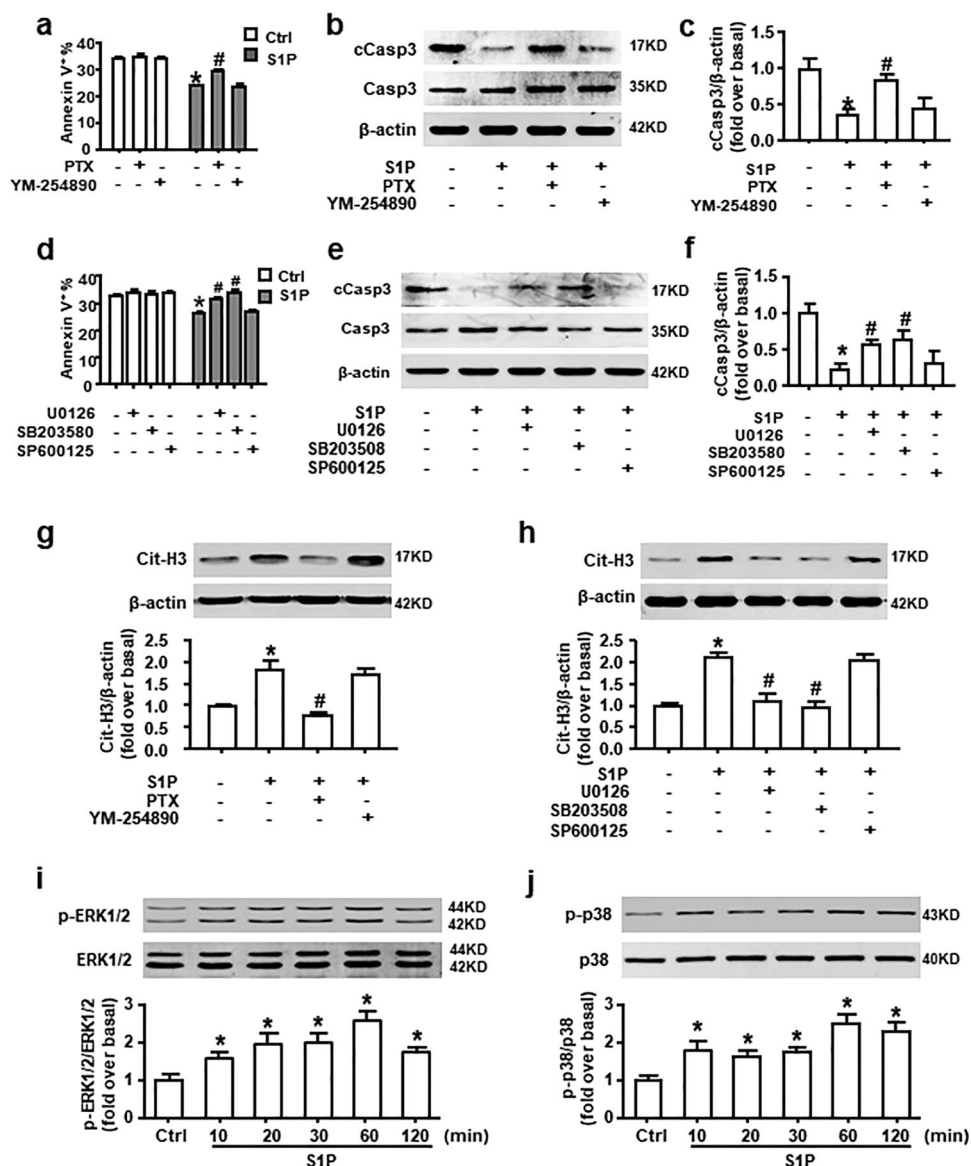 a
Annexin V⁺%
40
30
20
10
0
Ctrl
S1P
*
#
PTX - + - - + -
YM-254890 - - + - - +
b
cCasp3 17KD
Casp3 35KD
β-actin 42KD
S1P - + + +
PTX - - + -
YM-254890 - - - +
c
cCasp3/β-actin
(fold over basal)
1.5
1.0
0.5
0.0
*
#
S1P - + + +
PTX - - + -
YM-254890 - - - +
d
Annexin V⁺%
40
30
20
10
0
Ctrl
S1P
* # #
U0126 - + - - - + - -
SB203580 - - + - - - + -
SP600125 - - - + - - - +
e
cCasp3 17KD
Casp3 35KD
β-actin 42KD
S1P - + + + +
U0126 - - + - -
SB203508 - - - + -
SP600125 - - - - +
f
cCasp3/β-actin
(fold over basal)
1.5
1.0
0.5
0.0
* # #
S1P - + + + +
U0126 - - + - -
SB203580 - - - + -
SP600125 - - - - +
g
Cit-H3 17KD
β-actin 42KD
Cit-H3/β-actin
(fold over basal)
2.5
2.0
1.5
1.0
0.5
0.0
*
#
S1P - + + +
PTX - - + -
YM-254890 - - - +
h
Cit-H3 17KD
β-actin 42KD
Cit-H3/β-actin
(fold over basal)
2.5
2.0
1.5
1.0
0.5
0.0
*
# #
S1P - + + + +
U0126 - - + - -
SB203508 - - - + -
SP600125 - - - - +
i
p-ERK1/2 44KD
42KD
ERK1/2 44KD
42KD
p-ERK1/2/ERK1/2
(fold over basal)
3
2
1
0
* * * * *
Ctrl 10 20 30 60 120 (min)
S1P
j
p-p38 43KD
p38 40KD
p-p38/p38
(fold over basal)
3
2
1
0
* * * * *
Ctrl 10 20 30 60 120 (min)
S1P